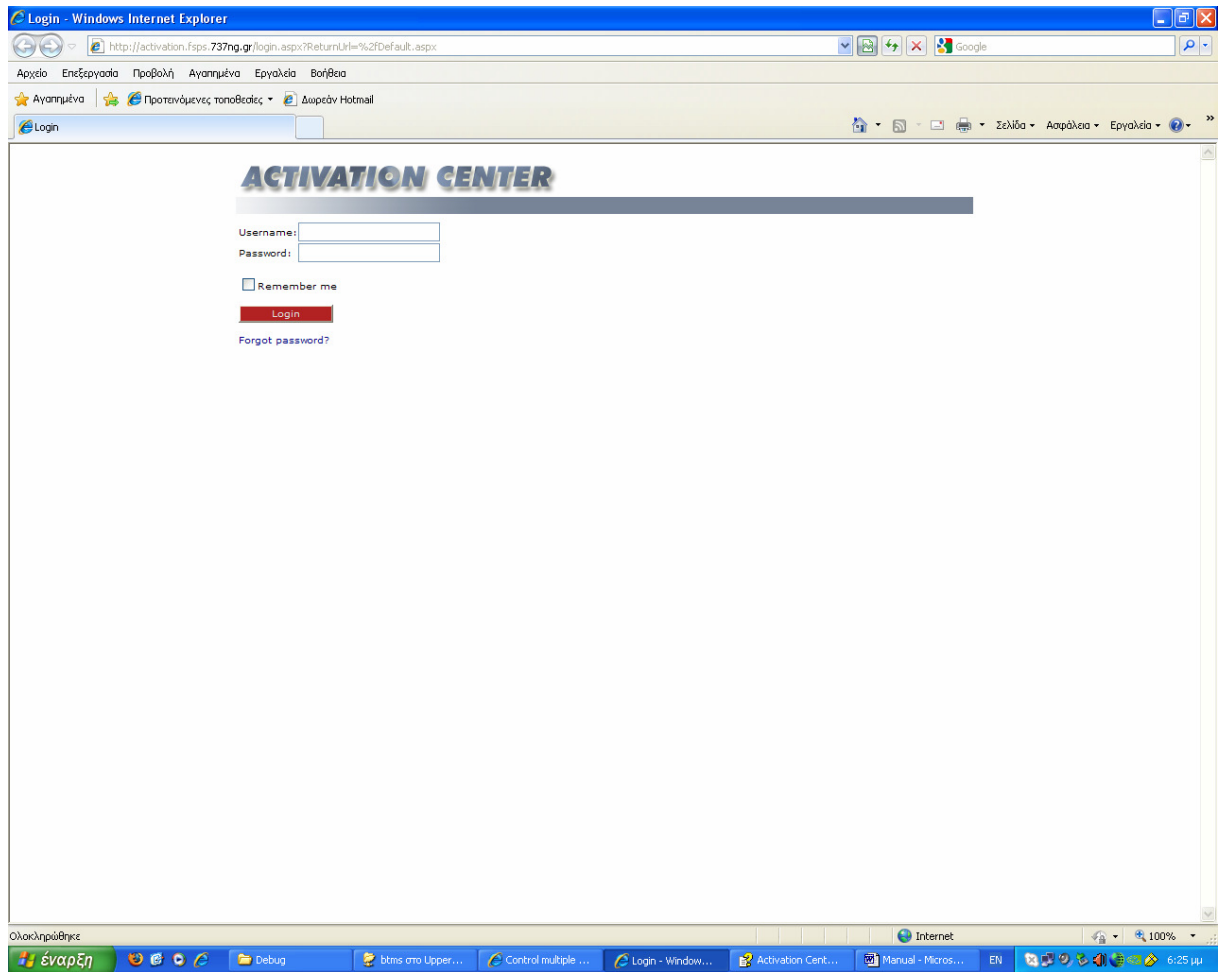 Login - Windows Internet Explorer
http://activation.fsps.737ng.gr/login.aspx?ReturnUrl=%2fDefault.aspx
Google
Αρχείο Επεξεργασία Προβολή Αγαπημένα Εργαλεία Βοήθεια
Αγαπημένα Προτεινόμενες τοποθεσίες Δωρεάν Hotmail
Login
Σελίδα Ασφάλεια Εργαλεία »
ACTIVATION CENTER
Username:
Password:
Remember me
Login
Forgot password?
Ολοκληρώθηκε Internet 100%
έναρξη Debug btms στο Upper... Control multiple ... Login - Window... Activation Cent... Manual - Micros... EN 6:25 μμ